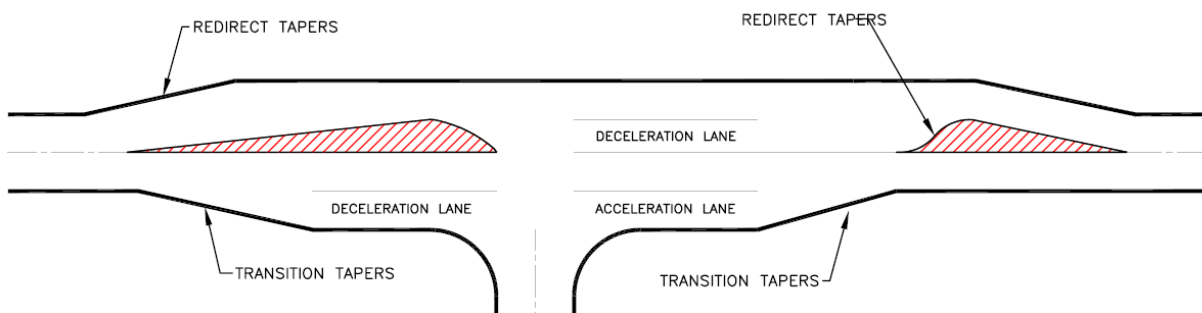 REDIRECT TAPERS
REDIRECT TAPERS
DECELERATION LANE
DECELERATION LANE
ACCELERATION LANE
TRANSITION TAPERS
TRANSITION TAPERS